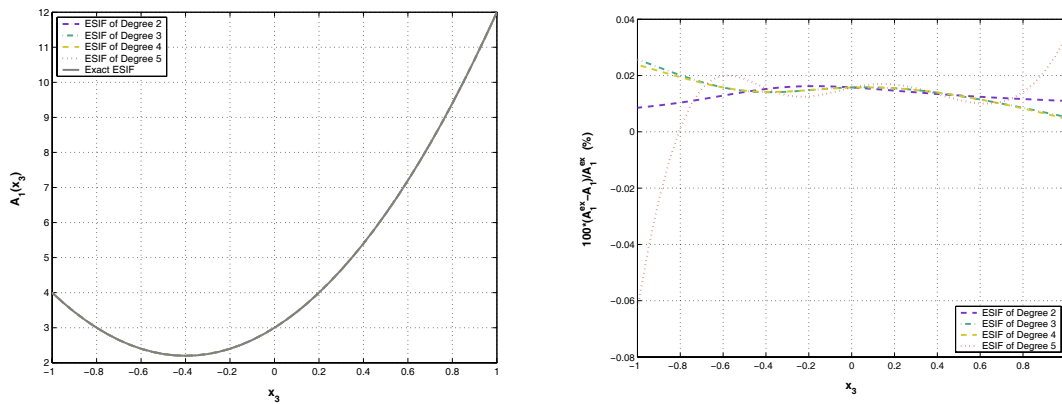 12
11
10
9
8
7
6
5
4
3
2
A₁(x₃)
ESIF of Degree 2
ESIF of Degree 3
ESIF of Degree 4
ESIF of Degree 5
Exact ESIF
−1 −0.8 −0.6 −0.4 −0.2 0 0.2 0.4 0.6 0.8 1
x₃
0.04
0.02
0
−0.02
−0.04
−0.06
−0.08
100*(A₁ᵉˣ−A₁)/A₁ᵉˣ (%)
ESIF of Degree 2
ESIF of Degree 3
ESIF of Degree 4
ESIF of Degree 5
−1 −0.8 −0.6 −0.4 −0.2 0 0.2 0.4 0.6 0.8
x₃